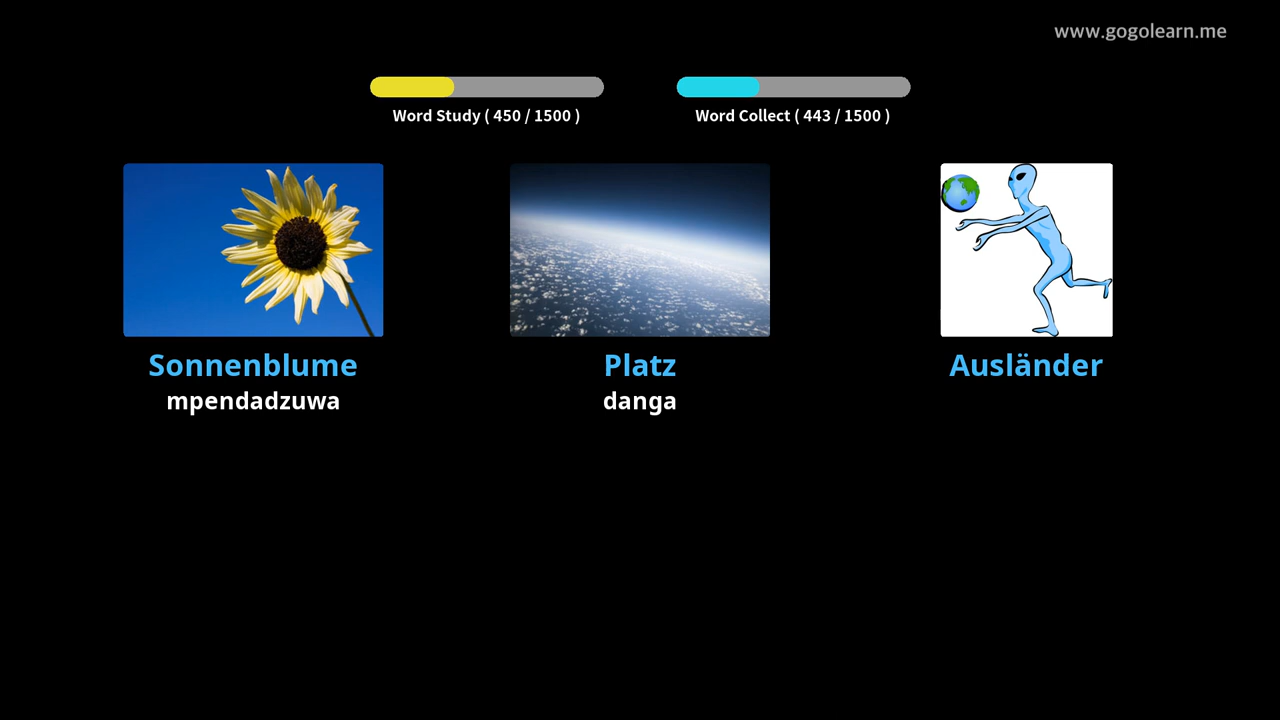 www.gogolearn.me
Word Study ( 450 / 1500 )
Word Collect ( 443 / 1500 )
Sonnenblume
mpendadzuwa
Platz
danga
Ausländer